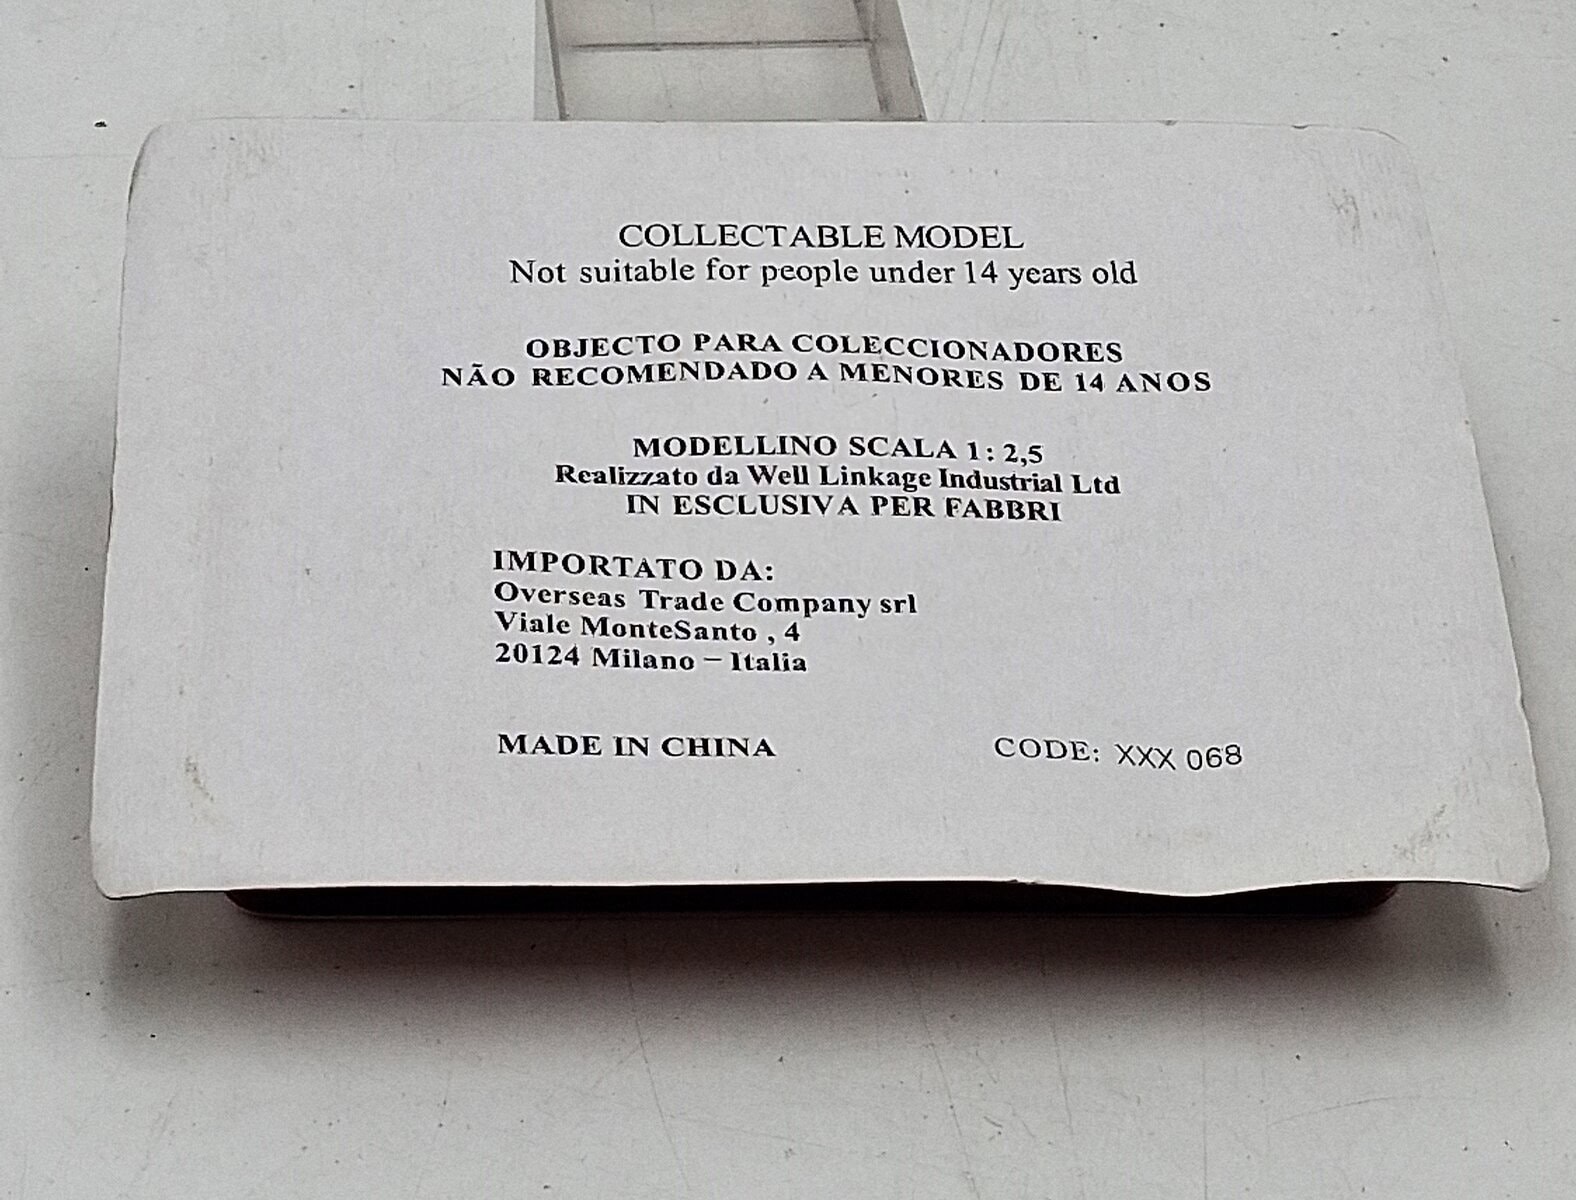 COLLECTABLE MODEL
Not suitable for people under 14 years old
OBJECTO PARA COLECCIONADORES
NÃO RECOMENDADO A MENORES DE 14 ANOS
MODELLINO SCALA 1: 2,5
Realizzato da Well Linkage Industrial Ltd
IN ESCLUSIVA PER FABBRI
IMPORTATO DA:
Overseas Trade Company srl
Viale MonteSanto , 4
20124 Milano – Italia
MADE IN CHINA
CODE: XXX 068